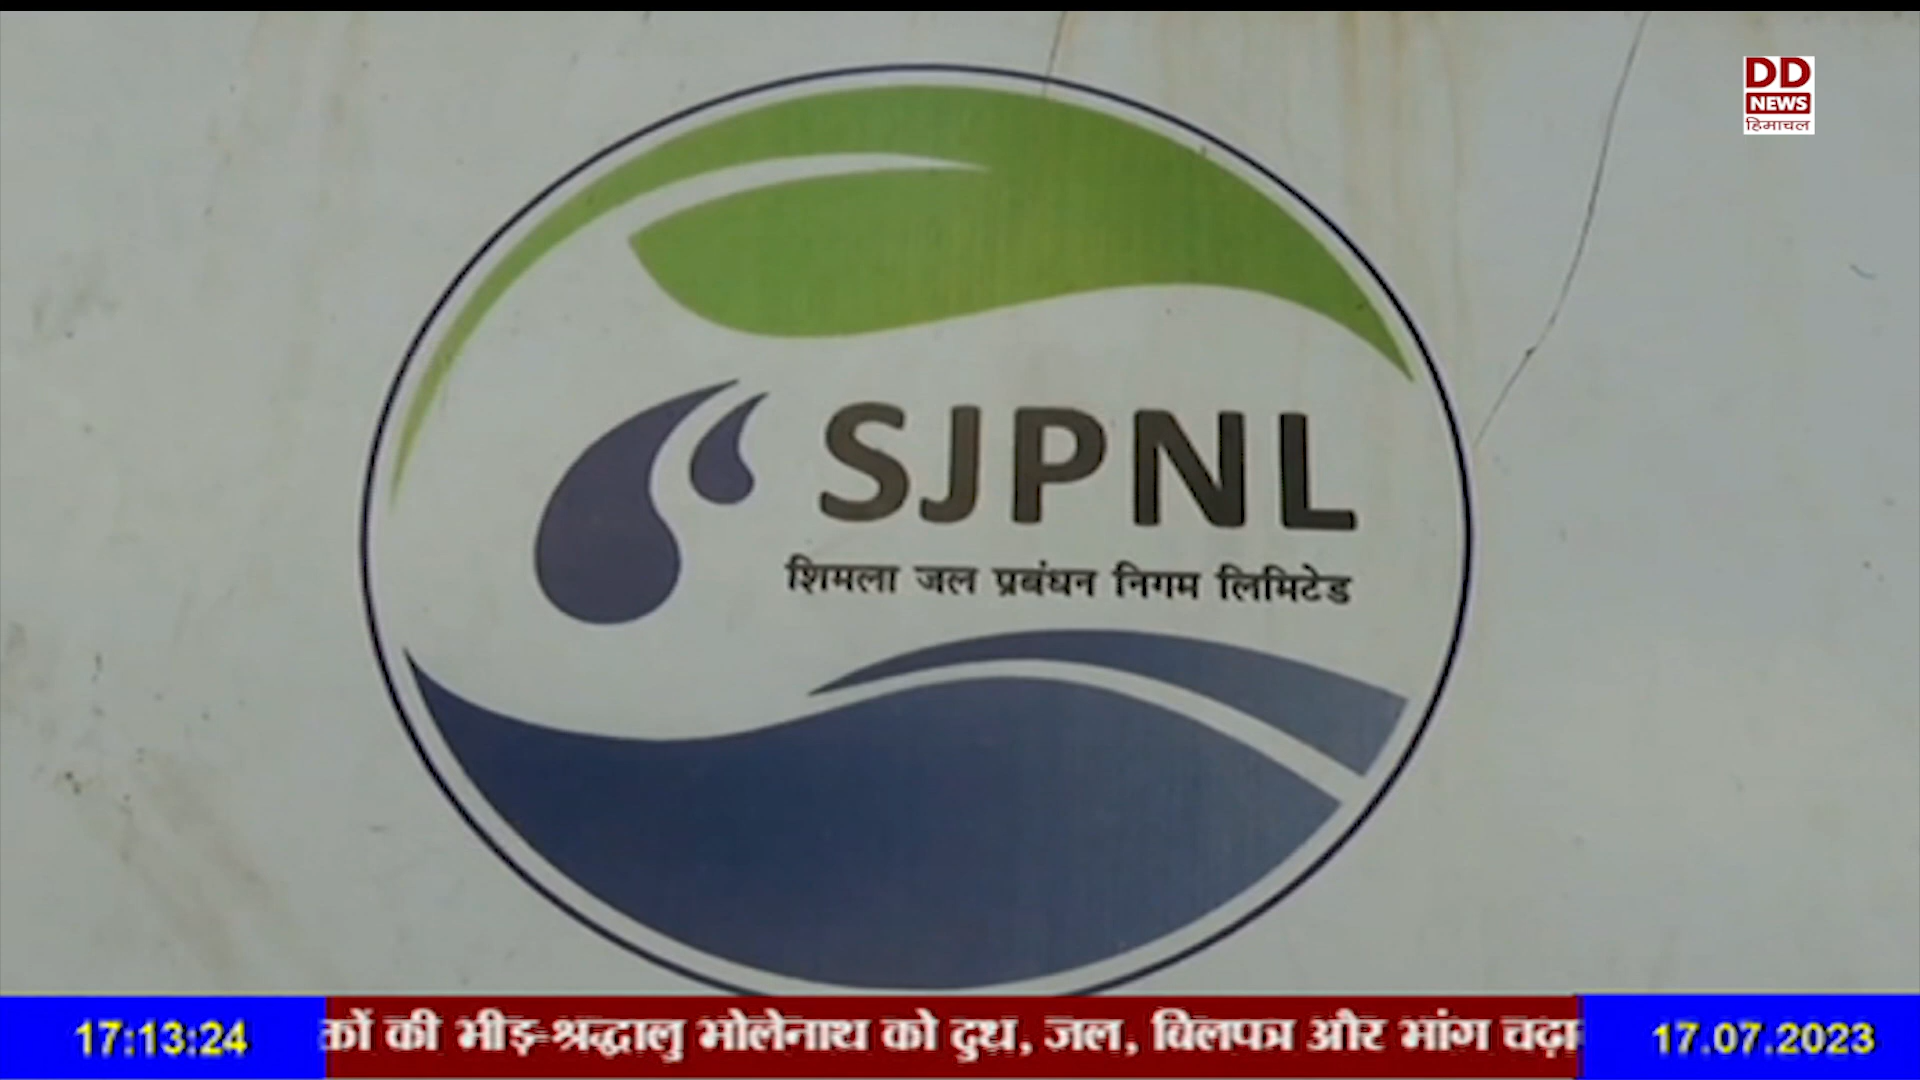 DD
NEWS
हिमाचल
SJPNL
शिमला जल प्रबंधन निगम लिमिटेड
17:13:24
की भीड़-श्रद्धालु भोलेनाथ को दुध, जल, बिलपत्र और भांग
17.07.2023